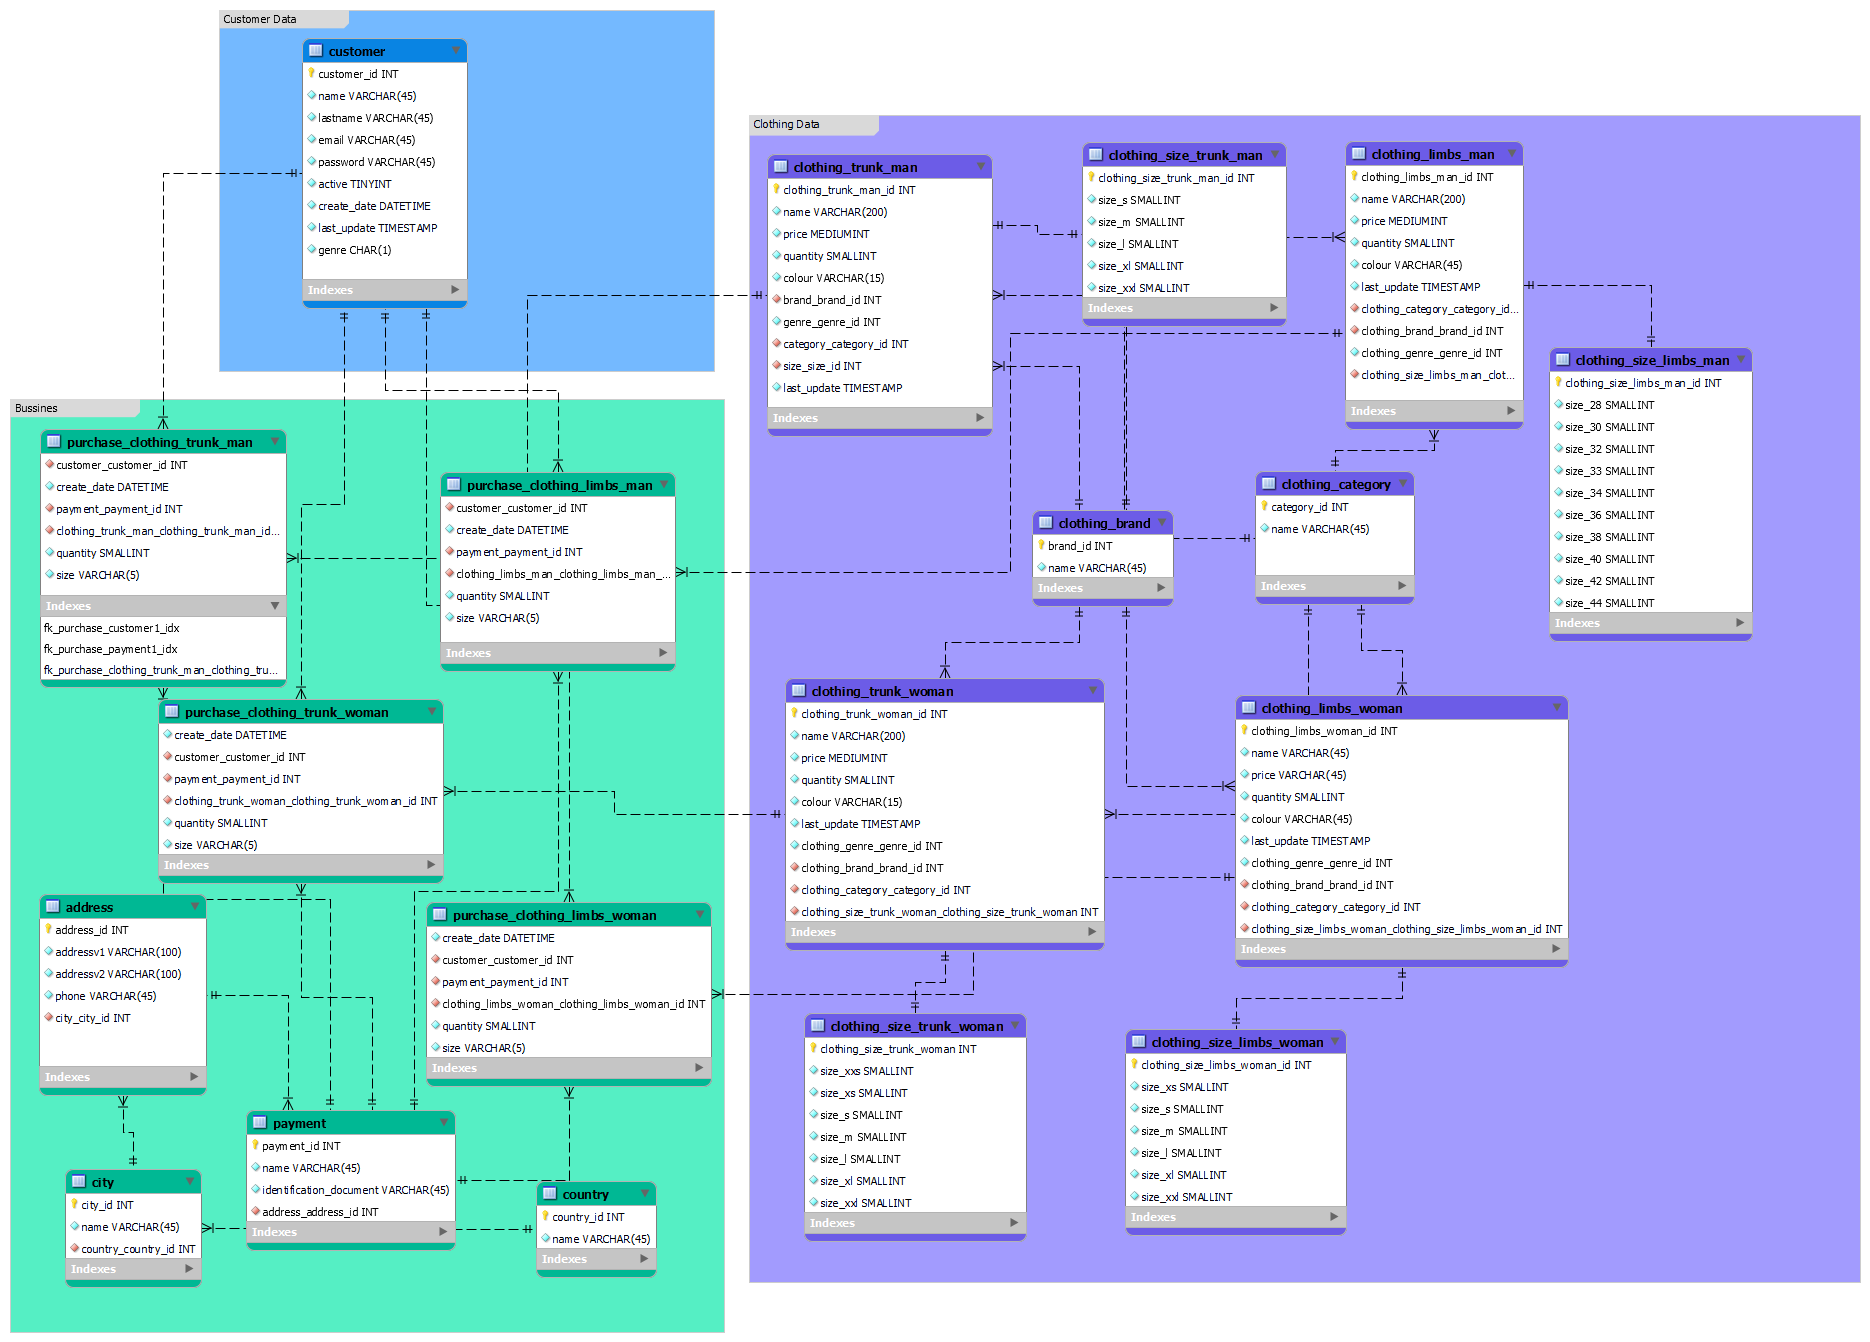 Customer Data
customer
customer_id INT
name VARCHAR(45)
lastname VARCHAR(45)
email VARCHAR(45)
password VARCHAR(45)
active TINYINT
create_date DATETIME
last_update TIMESTAMP
genre CHAR(1)
Indexes
Bussines
purchase_clothing_trunk_man
customer_customer_id INT
create_date DATETIME
payment_payment_id INT
clothing_trunk_man_clothing_trunk_man_id...
quantity SMALLINT
size VARCHAR(5)
Indexes
fk_purchase_customer1_idx
fk_purchase_payment1_idx
fk_purchase_clothing_trunk_man_clothing_tru...
purchase_clothing_limbs_man
customer_customer_id INT
create_date DATETIME
payment_payment_id INT
clothing_limbs_man_clothing_limbs_man_...
quantity SMALLINT
size VARCHAR(5)
Indexes
purchase_clothing_trunk_woman
create_date DATETIME
customer_customer_id INT
payment_payment_id INT
clothing_trunk_woman_clothing_trunk_woman_id INT
quantity SMALLINT
size VARCHAR(5)
Indexes
address
address_id INT
addressv1 VARCHAR(100)
addressv2 VARCHAR(100)
phone VARCHAR(45)
city_city_id INT
Indexes
purchase_clothing_limbs_woman
create_date DATETIME
customer_customer_id INT
payment_payment_id INT
clothing_limbs_woman_clothing_limbs_woman_id INT
quantity SMALLINT
size VARCHAR(5)
Indexes
payment
payment_id INT
name VARCHAR(45)
identification_document VARCHAR(45)
address_address_id INT
Indexes
city
city_id INT
name VARCHAR(45)
country_country_id INT
Indexes
country
country_id INT
name VARCHAR(45)
Indexes
Clothing Data
clothing_trunk_man
clothing_trunk_man_id INT
name VARCHAR(200)
price MEDIUMINT
quantity SMALLINT
colour VARCHAR(15)
brand_brand_id INT
genre_genre_id INT
category_category_id INT
size_size_id INT
last_update TIMESTAMP
Indexes
clothing_size_trunk_man
clothing_size_trunk_man_id INT
size_s SMALLINT
size_m SMALLINT
size_l SMALLINT
size_xl SMALLINT
size_xxl SMALLINT
Indexes
clothing_limbs_man
clothing_limbs_man_id INT
name VARCHAR(200)
price MEDIUMINT
quantity SMALLINT
colour VARCHAR(45)
last_update TIMESTAMP
clothing_category_category_id...
clothing_brand_brand_id INT
clothing_genre_genre_id INT
clothing_size_limbs_man_clot...
Indexes
clothing_size_limbs_man
clothing_size_limbs_man_id INT
size_28 SMALLINT
size_30 SMALLINT
size_32 SMALLINT
size_33 SMALLINT
size_34 SMALLINT
size_36 SMALLINT
size_38 SMALLINT
size_40 SMALLINT
size_42 SMALLINT
size_44 SMALLINT
Indexes
clothing_brand
brand_id INT
name VARCHAR(45)
Indexes
clothing_category
category_id INT
name VARCHAR(45)
Indexes
clothing_trunk_woman
clothing_trunk_woman_id INT
name VARCHAR(200)
price MEDIUMINT
quantity SMALLINT
colour VARCHAR(15)
last_update TIMESTAMP
clothing_genre_genre_id INT
clothing_brand_brand_id INT
clothing_category_category_id INT
clothing_size_trunk_woman_clothing_size_trunk_woman INT
Indexes
clothing_limbs_woman
clothing_limbs_woman_id INT
name VARCHAR(45)
price VARCHAR(45)
quantity SMALLINT
colour VARCHAR(45)
last_update TIMESTAMP
clothing_genre_genre_id INT
clothing_brand_brand_id INT
clothing_category_category_id INT
clothing_size_limbs_woman_clothing_size_limbs_woman_id INT
Indexes
clothing_size_trunk_woman
clothing_size_trunk_woman INT
size_xxs SMALLINT
size_xs SMALLINT
size_s SMALLINT
size_m SMALLINT
size_l SMALLINT
size_xl SMALLINT
size_xxl SMALLINT
Indexes
clothing_size_limbs_woman
clothing_size_limbs_woman_id INT
size_xs SMALLINT
size_s SMALLINT
size_m SMALLINT
size_l SMALLINT
size_xl SMALLINT
size_xxl SMALLINT
Indexes